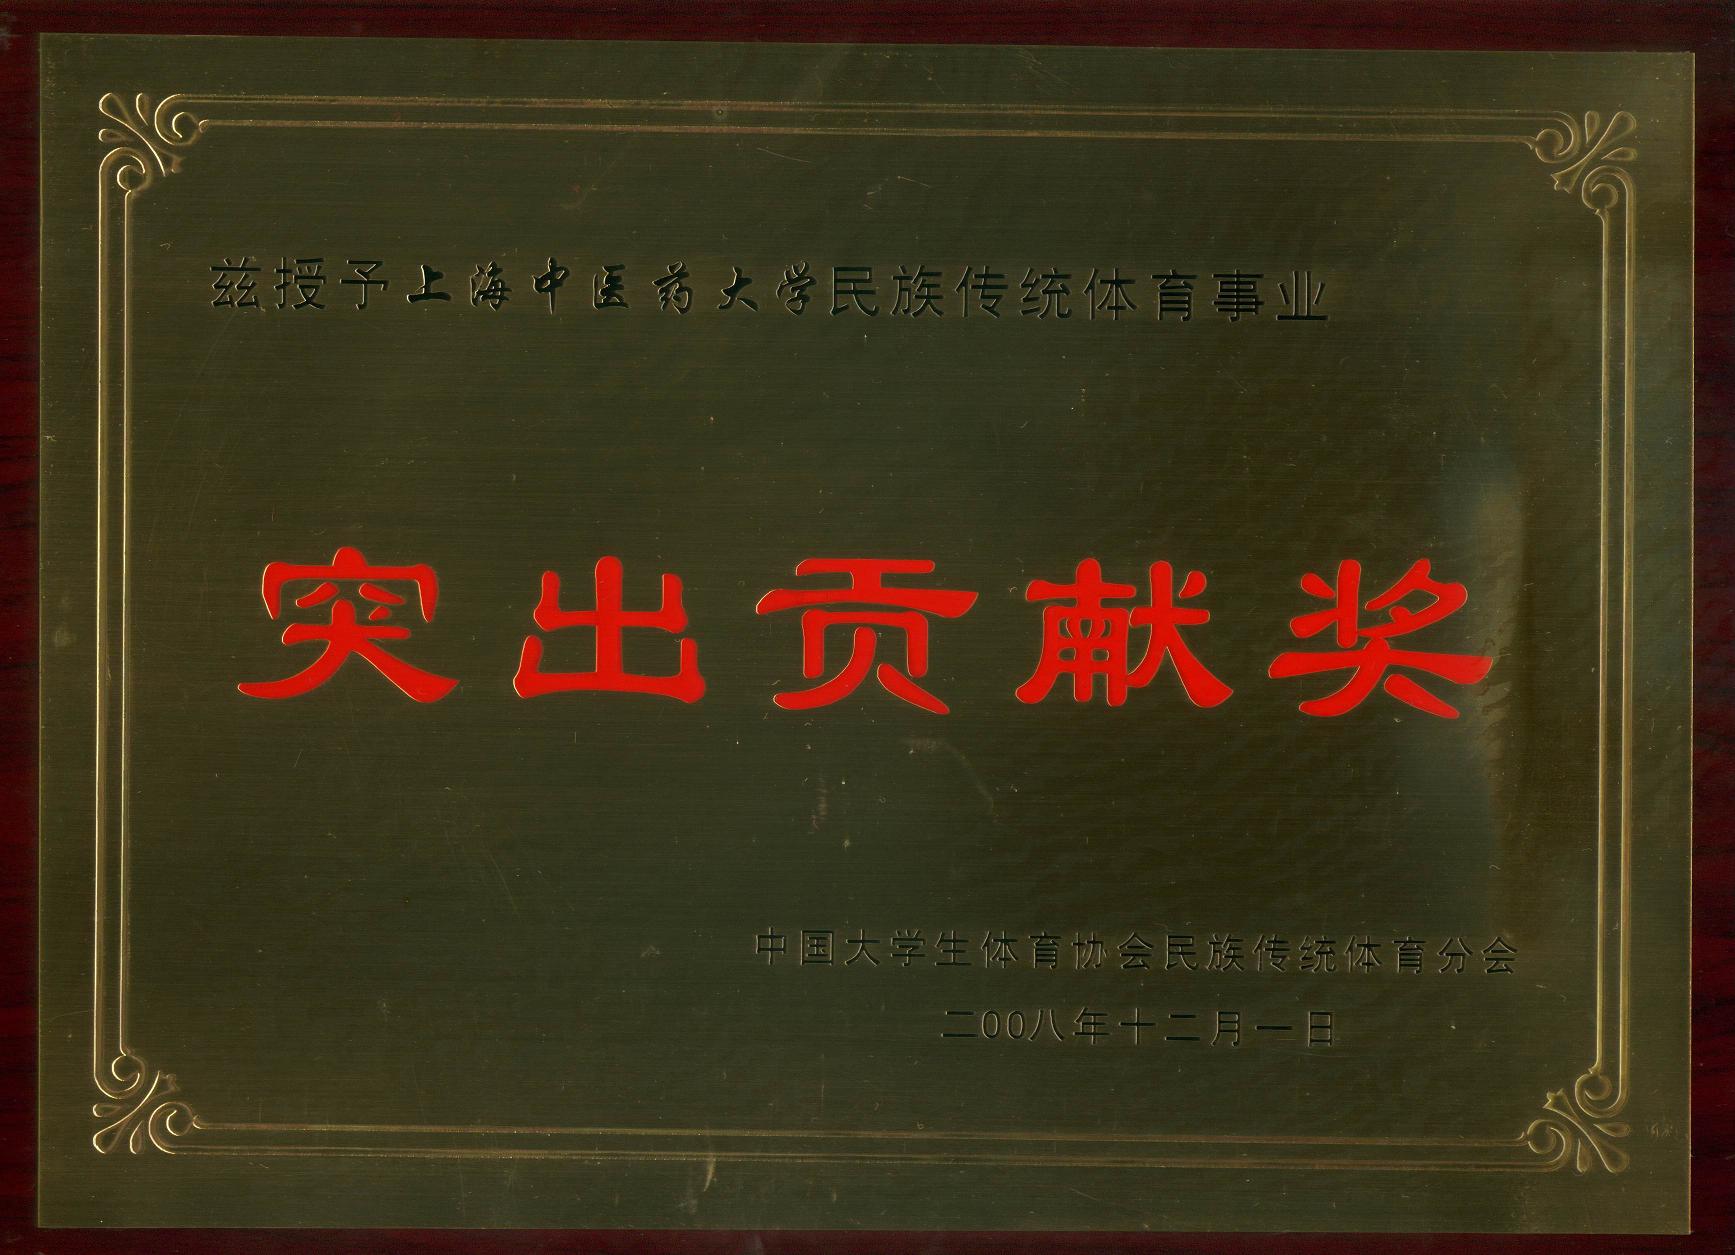 兹授予上海中医药大学民族传统体育事业
突出贡献奖
中国大学生体育协会民族传统体育分会
二00八年十二月一日